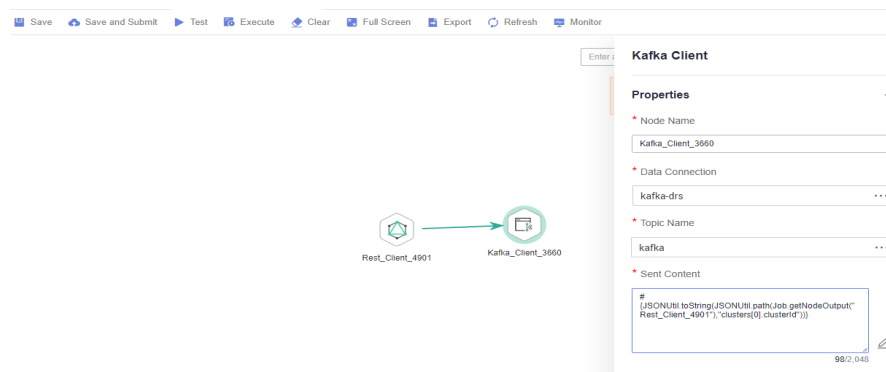 Save Save and Submit Test Execute Clear Full Screen Export Refresh Monitor
Enter
Kafka Client
Properties
* Node Name
Kafka_Client_3660
* Data Connection
kafka-drs ...
* Topic Name
kafka ...
* Sent Content
#
{JSONUtil.toString(JSONUtil.path(Job.getNodeOutput("
Rest_Client_4901"),"clusters[0].clusterId"))}
98/2,048
Rest_Client_4901
Kafka_Client_3660